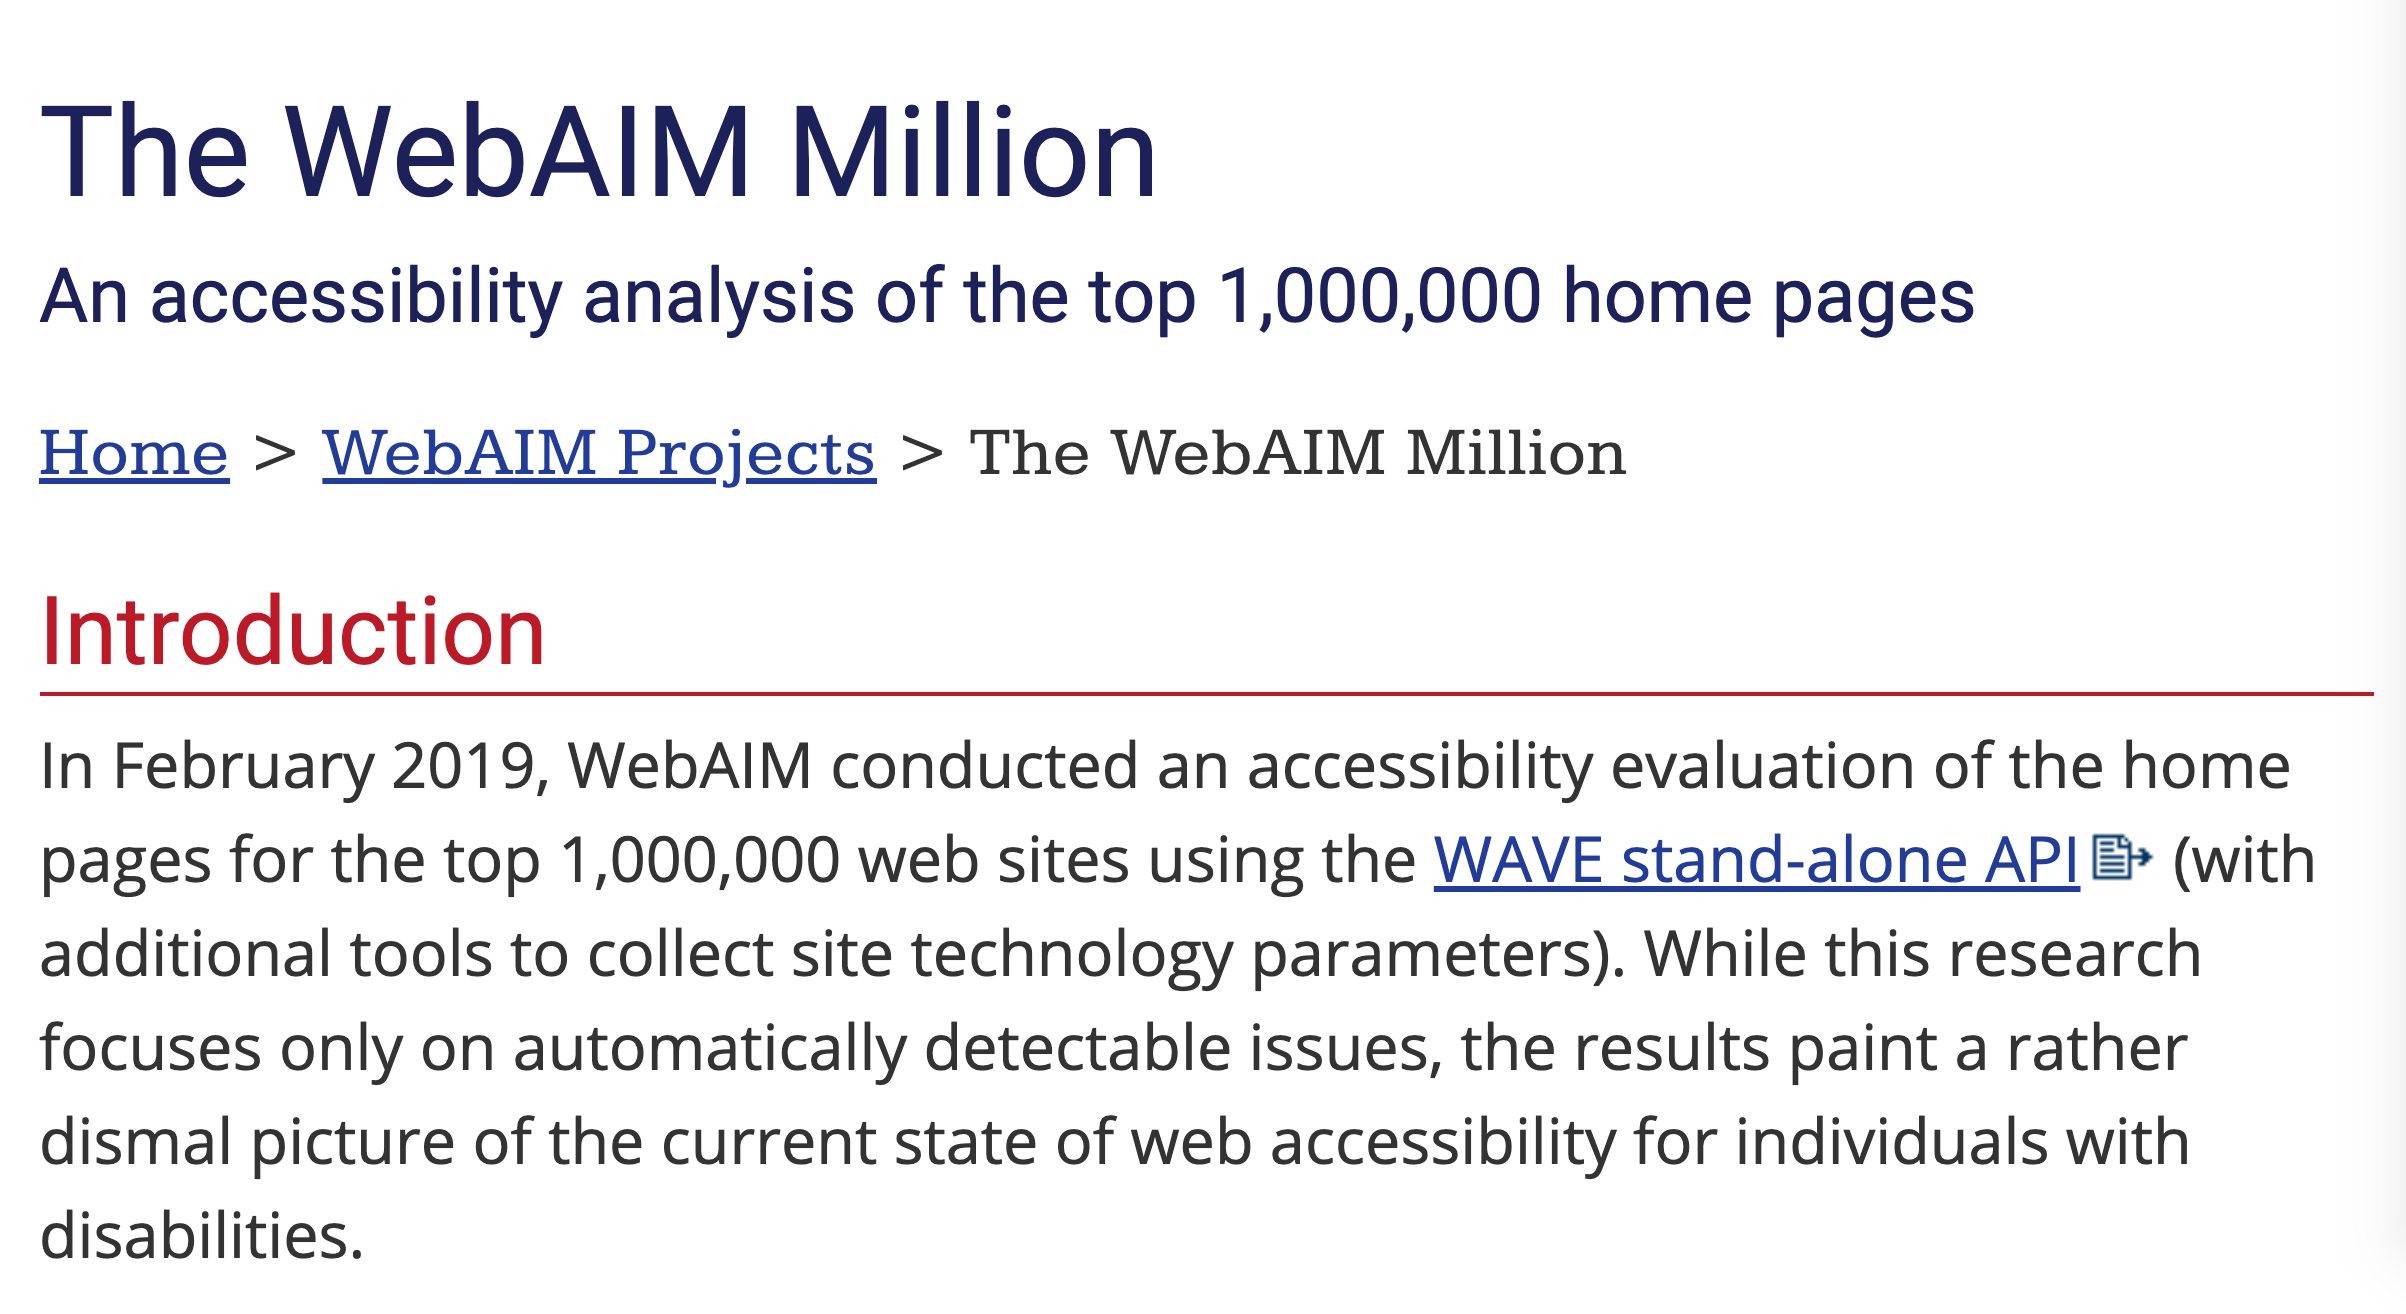 The WebAIM Million
An accessibility analysis of the top 1,000,000 home pages
Home > WebAIM Projects > The WebAIM Million
Introduction
In February 2019, WebAIM conducted an accessibility evaluation of the home
pages for the top 1,000,000 web sites using the WAVE stand-alone API (with
additional tools to collect site technology parameters). While this research
focuses only on automatically detectable issues, the results paint a rather
dismal picture of the current state of web accessibility for individuals with
disabilities.